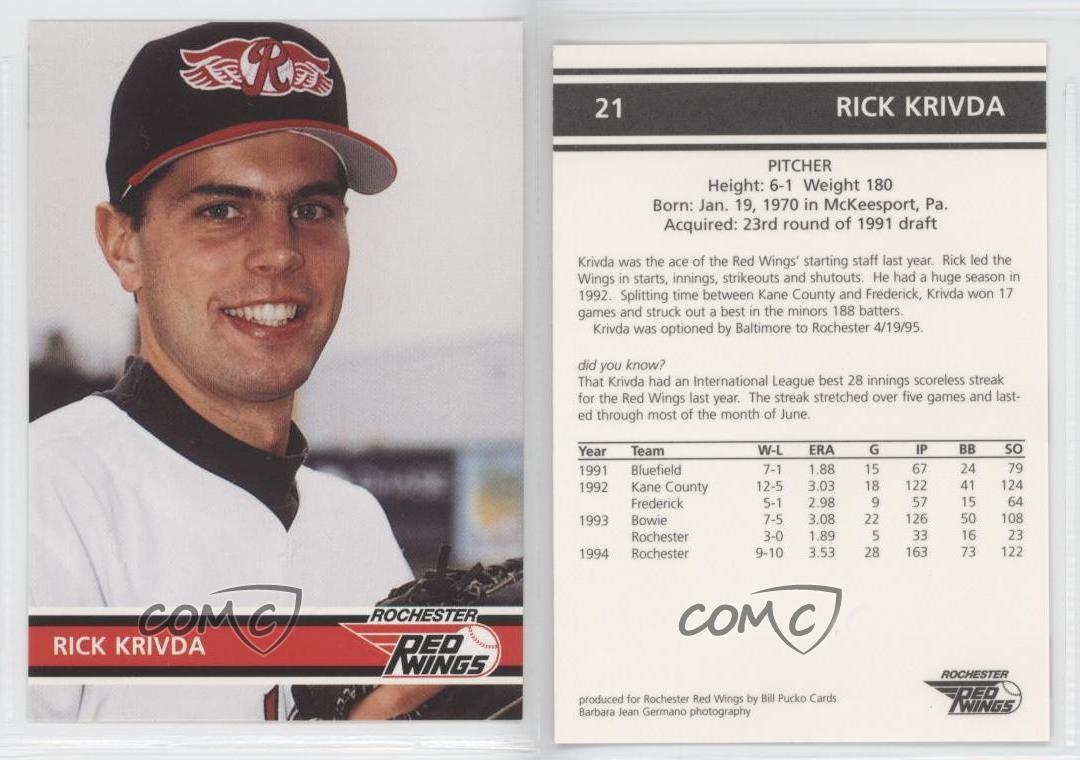 R
COMC
RICK KRIVDA
ROCHESTER
RED
WINGS
21 RICK KRIVDA
PITCHER
Height: 6-1 Weight 180
Born: Jan. 19, 1970 in McKeesport, Pa.
Acquired: 23rd round of 1991 draft
Krivda was the ace of the Red Wings' starting staff last year. Rick led the
Wings in starts, innings, strikeouts and shutouts. He had a huge season in
1992. Splitting time between Kane County and Frederick, Krivda won 17
games and struck out a best in the minors 188 batters.
Krivda was optioned by Baltimore to Rochester 4/19/95.
did you know?
That Krivda had an International League best 28 innings scoreless streak
for the Red Wings last year. The streak stretched over five games and last-
ed through most of the month of June.
Year Team W-L ERA G IP BB SO
1991 Bluefield 7-1 1.88 15 67 24 79
1992 Kane County 12-5 3.03 18 122 41 124
Frederick 5-1 2.98 9 57 15 64
1993 Bowie 7-5 3.08 22 126 50 108
Rochester 3-0 1.89 5 33 16 23
1994 Rochester 9-10 3.53 28 163 73 122
COMC
produced for Rochester Red Wings by Bill Pucko Cards
Barbara Jean Germano photography
ROCHESTER
RED
WINGS